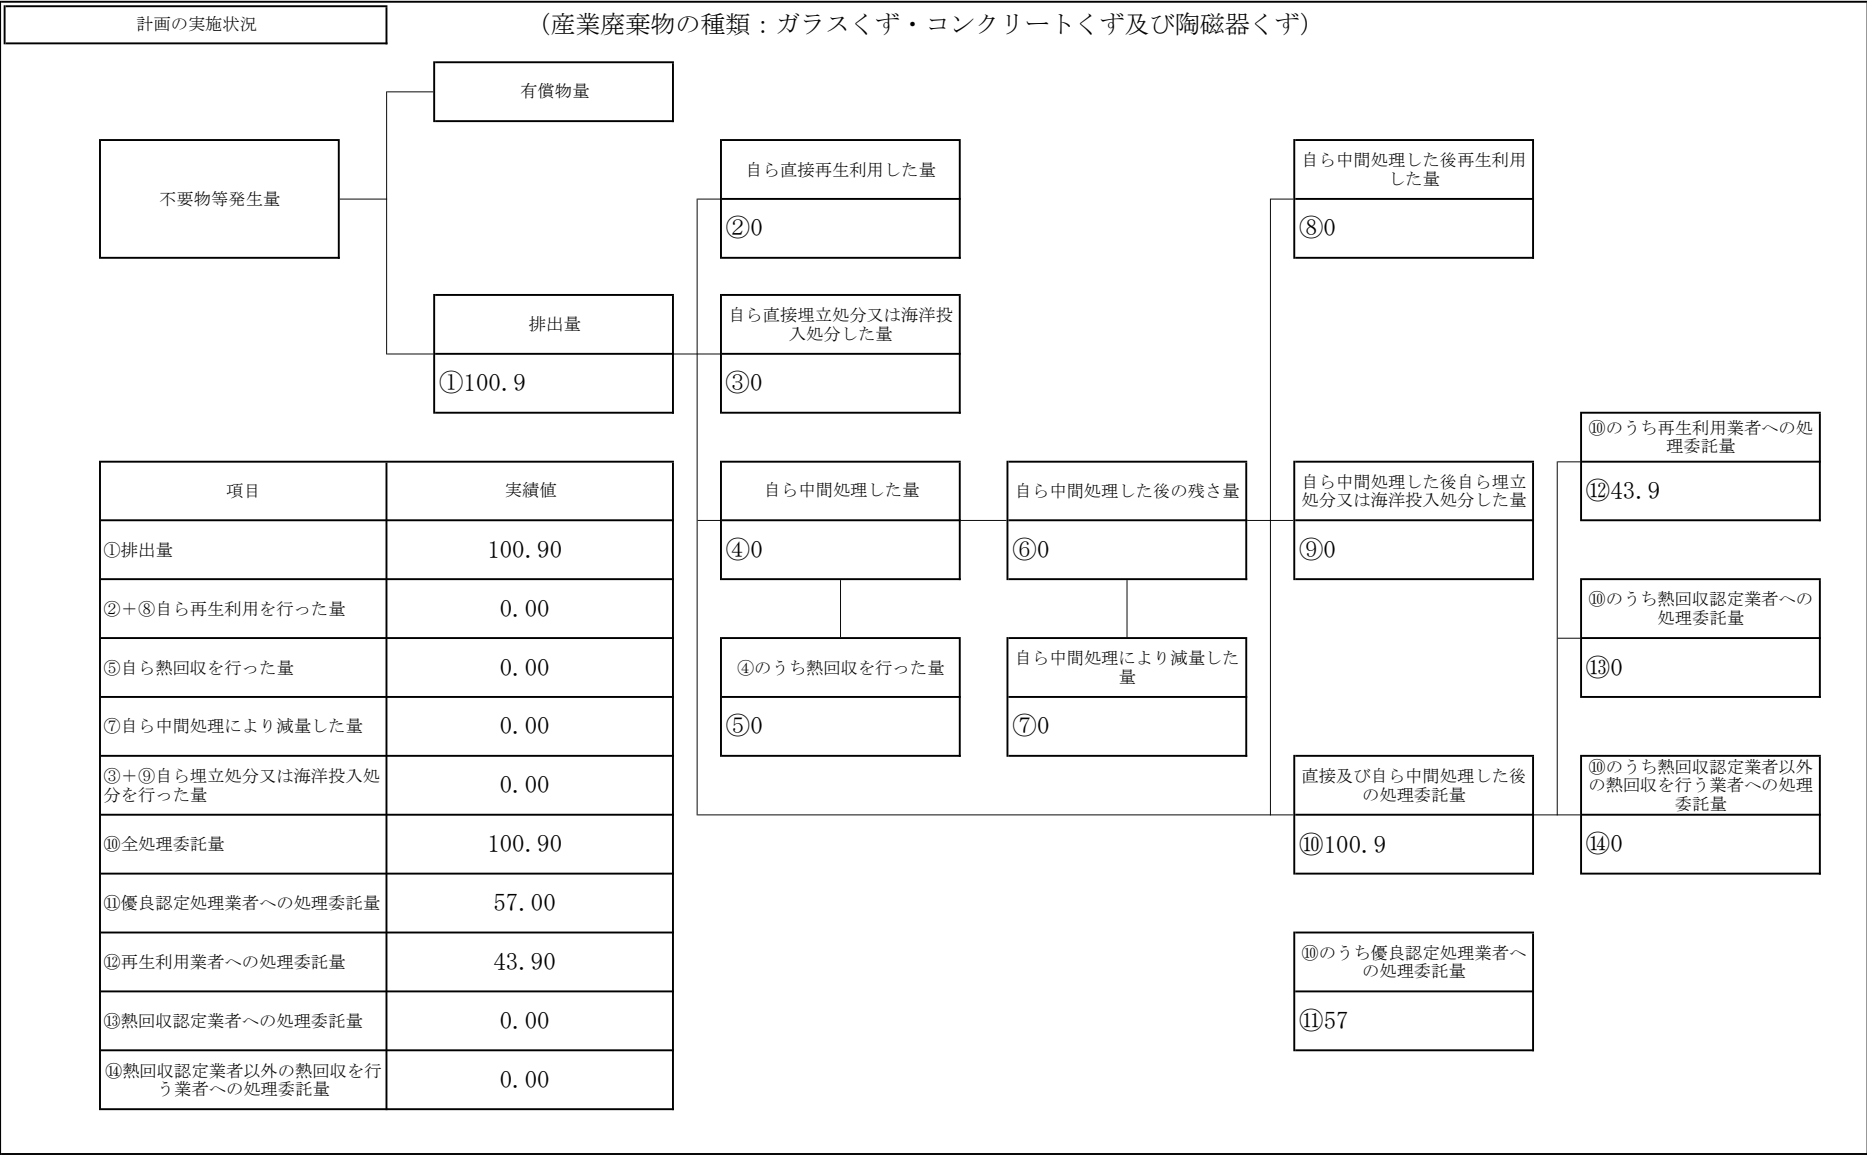 計画の実施状況
（産業廃棄物の種類：ガラスくず・コンクリートくず及び陶磁器くず）
有償物量
不要物等発生量
自ら直接再生利用した量
②0
自ら中間処理した後再生利用
した量
⑧0
排出量
①100.9
自ら直接埋立処分又は海洋投
入処分した量
③0
⑩のうち再生利用業者への処
理委託量
⑫43.9
自ら中間処理した量
④0
自ら中間処理した後の残さ量
⑥0
自ら中間処理した後自ら埋立
処分又は海洋投入処分した量
⑨0
⑩のうち熱回収認定業者への
処理委託量
⑬0
④のうち熱回収を行った量
⑤0
自ら中間処理により減量した
量
⑦0
直接及び自ら中間処理した後
の処理委託量
⑩100.9
⑩のうち熱回収認定業者以外
の熱回収を行う業者への処理
委託量
⑭0
⑩のうち優良認定処理業者へ
の処理委託量
⑪57
項目 実績値
①排出量 100.90
②＋⑧自ら再生利用を行った量 0.00
⑤自ら熱回収を行った量 0.00
⑦自ら中間処理により減量した量 0.00
③＋⑨自ら埋立処分又は海洋投入処
分を行った量 0.00
⑩全処理委託量 100.90
⑪優良認定処理業者への処理委託量 57.00
⑫再生利用業者への処理委託量 43.90
⑬熱回収認定業者への処理委託量 0.00
⑭熱回収認定業者以外の熱回収を行
う業者への処理委託量 0.00